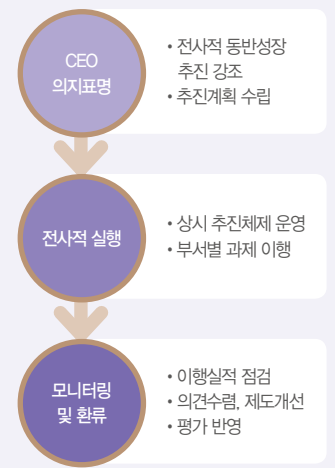 CEO
의지표명
• 전사적 동반성장
추진 강조
• 추진계획 수립
전사적 실행
• 상시 추진체제 운영
• 부서별 과제 이행
모니터링
및 환류
• 이행실적 점검
• 의견수렴, 제도개선
• 평가 반영